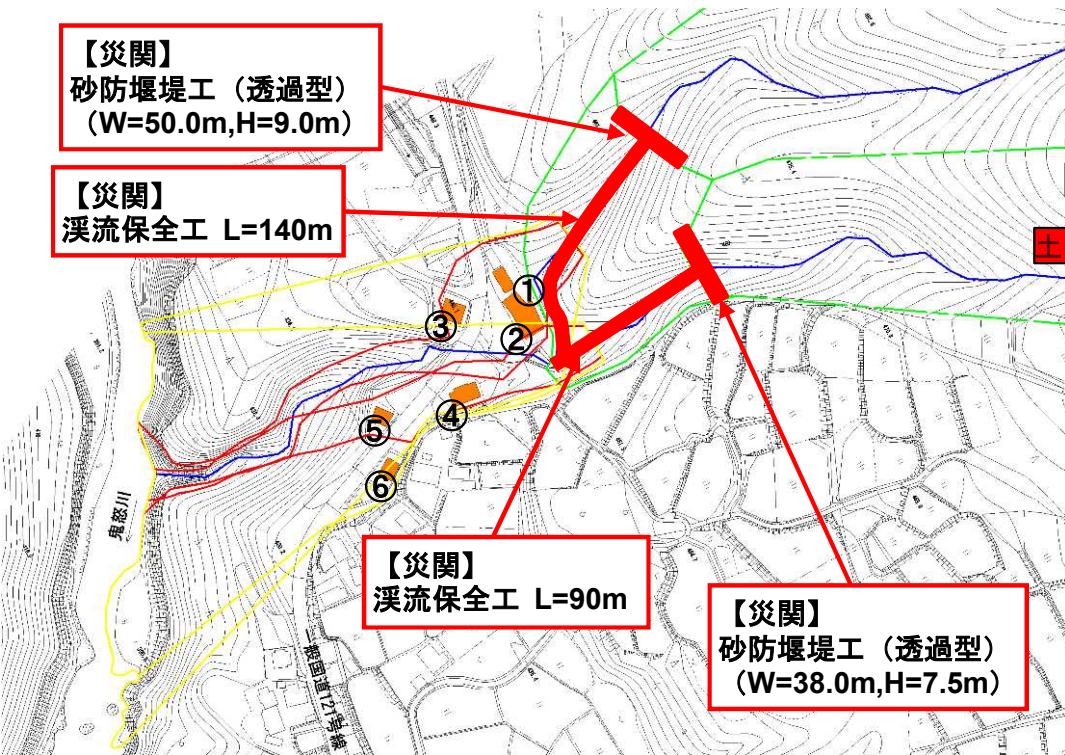 【災関】
砂防堰堤工（透過型）
（W=50.0m,H=9.0m）
【災関】
渓流保全工 L=140m
土
①
②
③
④
⑤
⑥
鬼怒川
一般国道121号線
【災関】
渓流保全工 L=90m
【災関】
砂防堰堤工（透過型）
（W=38.0m,H=7.5m）